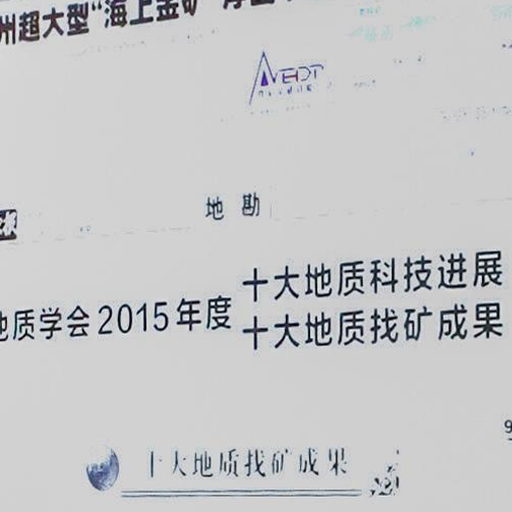 州超大型“海上金矿”
地勘
报
地质学会2015年度
十大地质科技进展
十大地质找矿成果
十大地质找矿成果